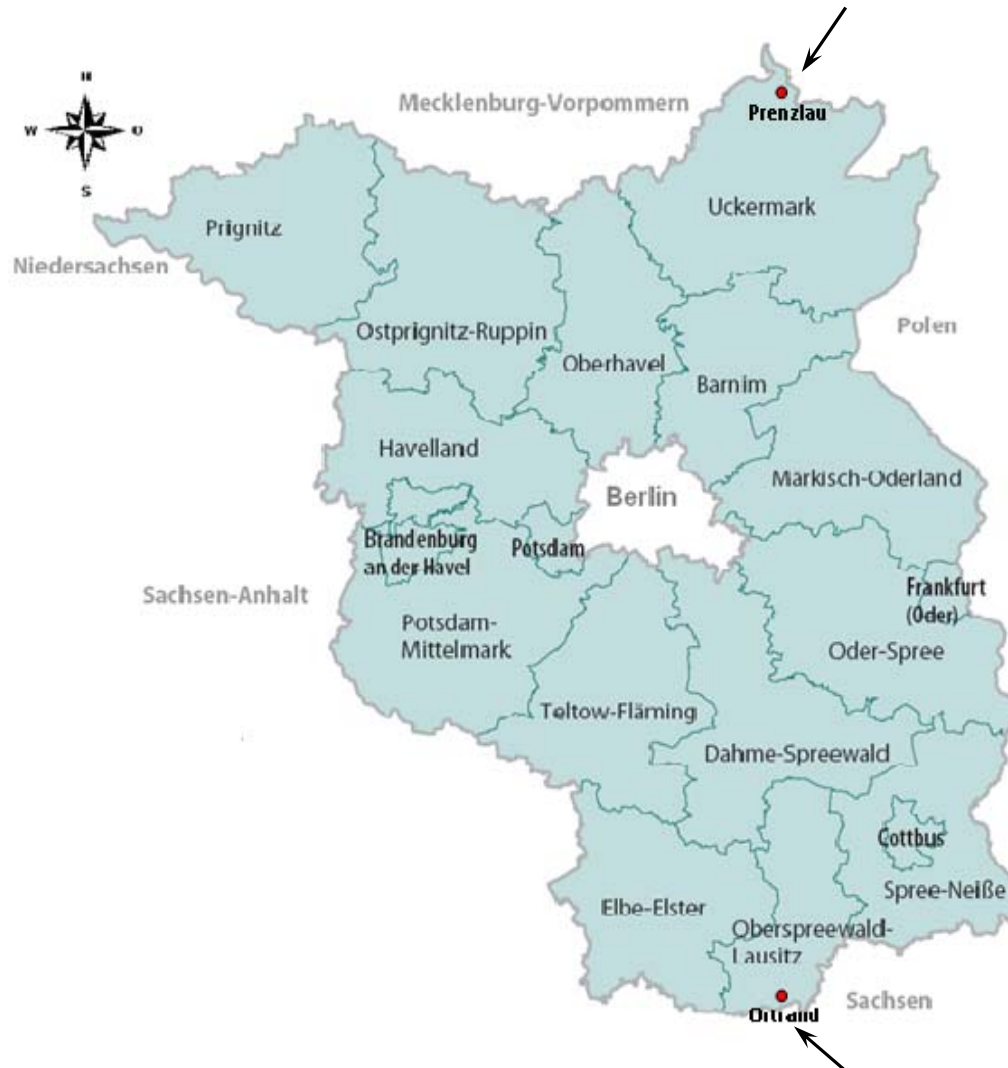 Mecklenburg-Vorpommern
Prenzlau
N
W
O
S
Uckermark
Prignitz
Niedersachsen
Ostprignitz-Ruppin
Polen
Oberhavel
Barnim
Havelland
Märkisch-Oderland
Berlin
Brandenburg
an der Havel
Potsdam
Sachsen-Anhalt
Frankfurt
(Oder)
Potsdam-
Mittelmark
Oder-Spree
Teltow-Fläming
Dahme-Spreewald
Cottbus
Spree-Neiße
Elbe-Elster
Oberspreewald-
Lausitz
Sachsen
Ortrand